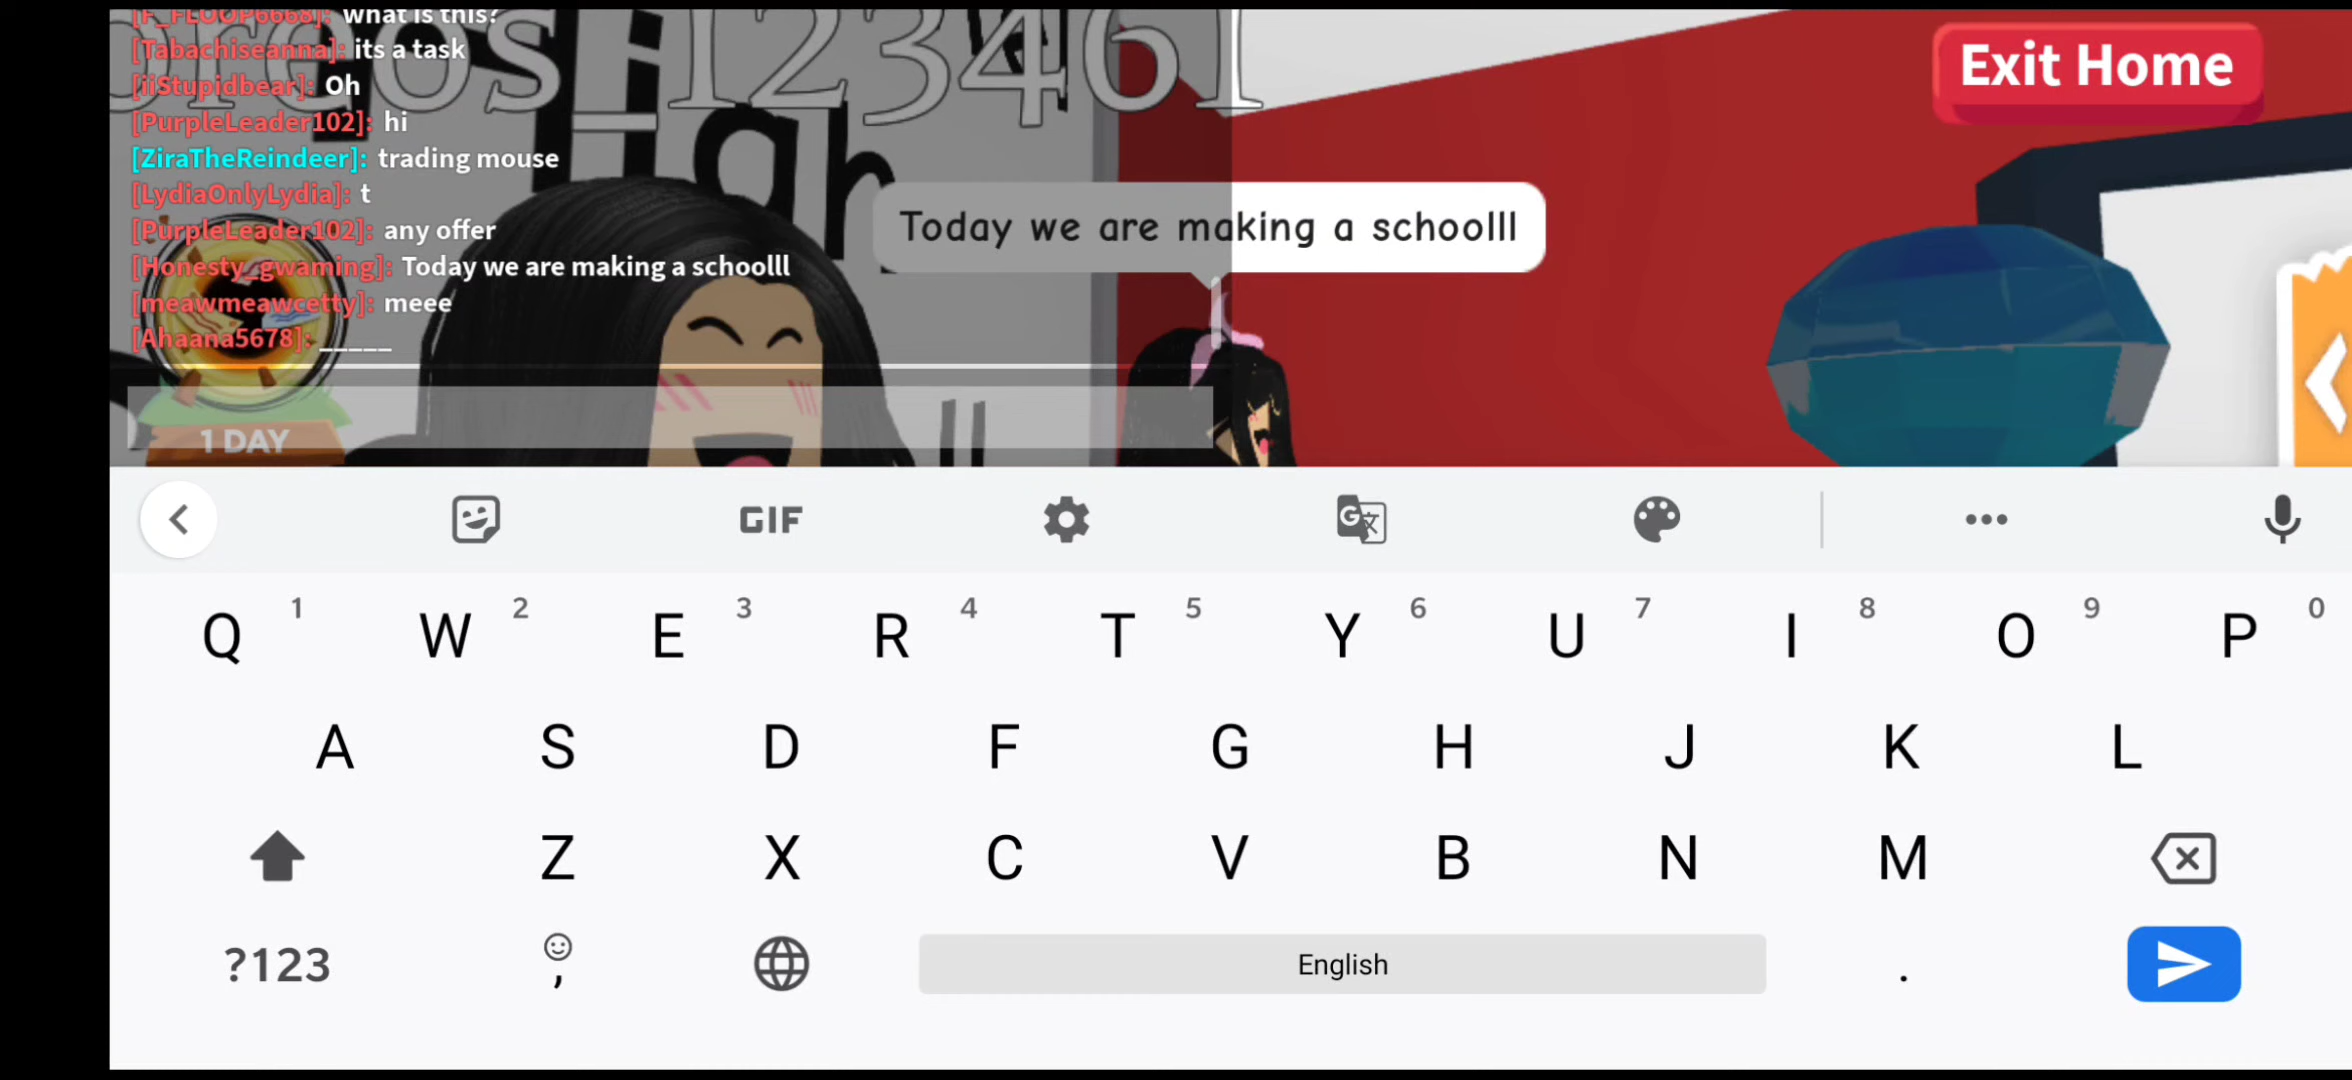 [F_FLOOP6668]: what is this?
[Tabachiseanna]: its a task
[iiStupidbear]: Oh
[PurpleLeader102]: hi
[ZiraTheReindeer]: trading mouse
[LydiaOnlyLydia]: t
[PurpleLeader102]: any offer
[Honesty_gwaming]: Today we are making a schoolll
[meawmeawcetty]: meee
[Ahaana5678]: _____
12346
Exit Home
Today we are making a schoolll
1 DAY
GIF
G
Q 1 W 2 E 3 R 4 T 5 Y 6 U 7 I 8 O 9 P 0
A S D F G H J K L
Z X C V B N M
?123 , English .